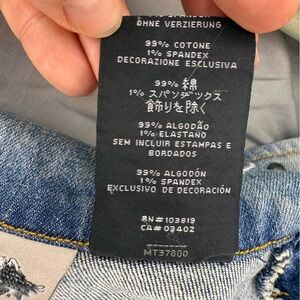 OHNE VERZIERUNG
99% COTONE
1% SPANDEX
DECORAZIONE ESCLUSIVA
99% 綿
1% スパンデックス
飾りを除く
99% ALGODÃO
1% ELASTANO
SEM INCLUIR ESTAMPAS E
BORDADOS
99% ALGODÓN
1% SPANDEX
EXCLUSIVO DE DECORACIÓN
RN# 103819
CA# 03402
MT37800